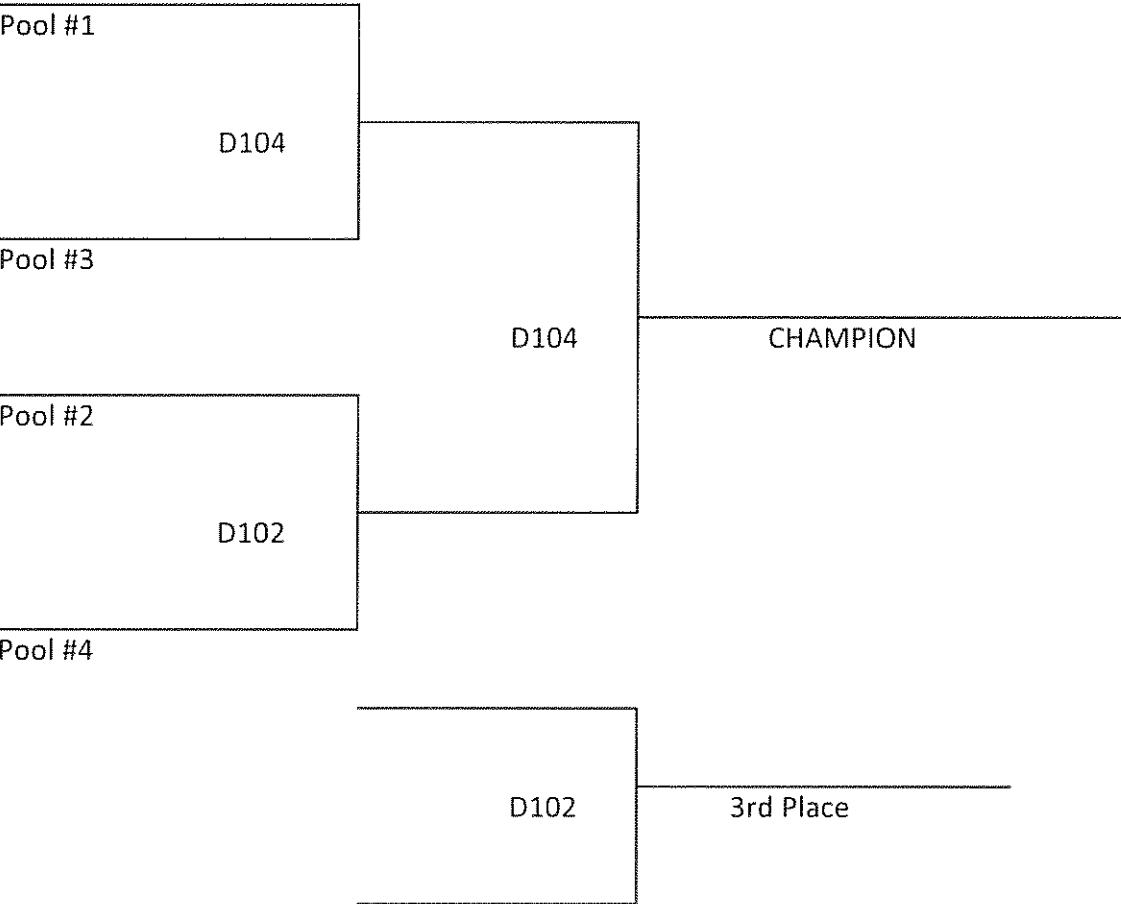 Pool #1
D104
Pool #3
D104
CHAMPION
Pool #2
D102
Pool #4
D102
3rd Place